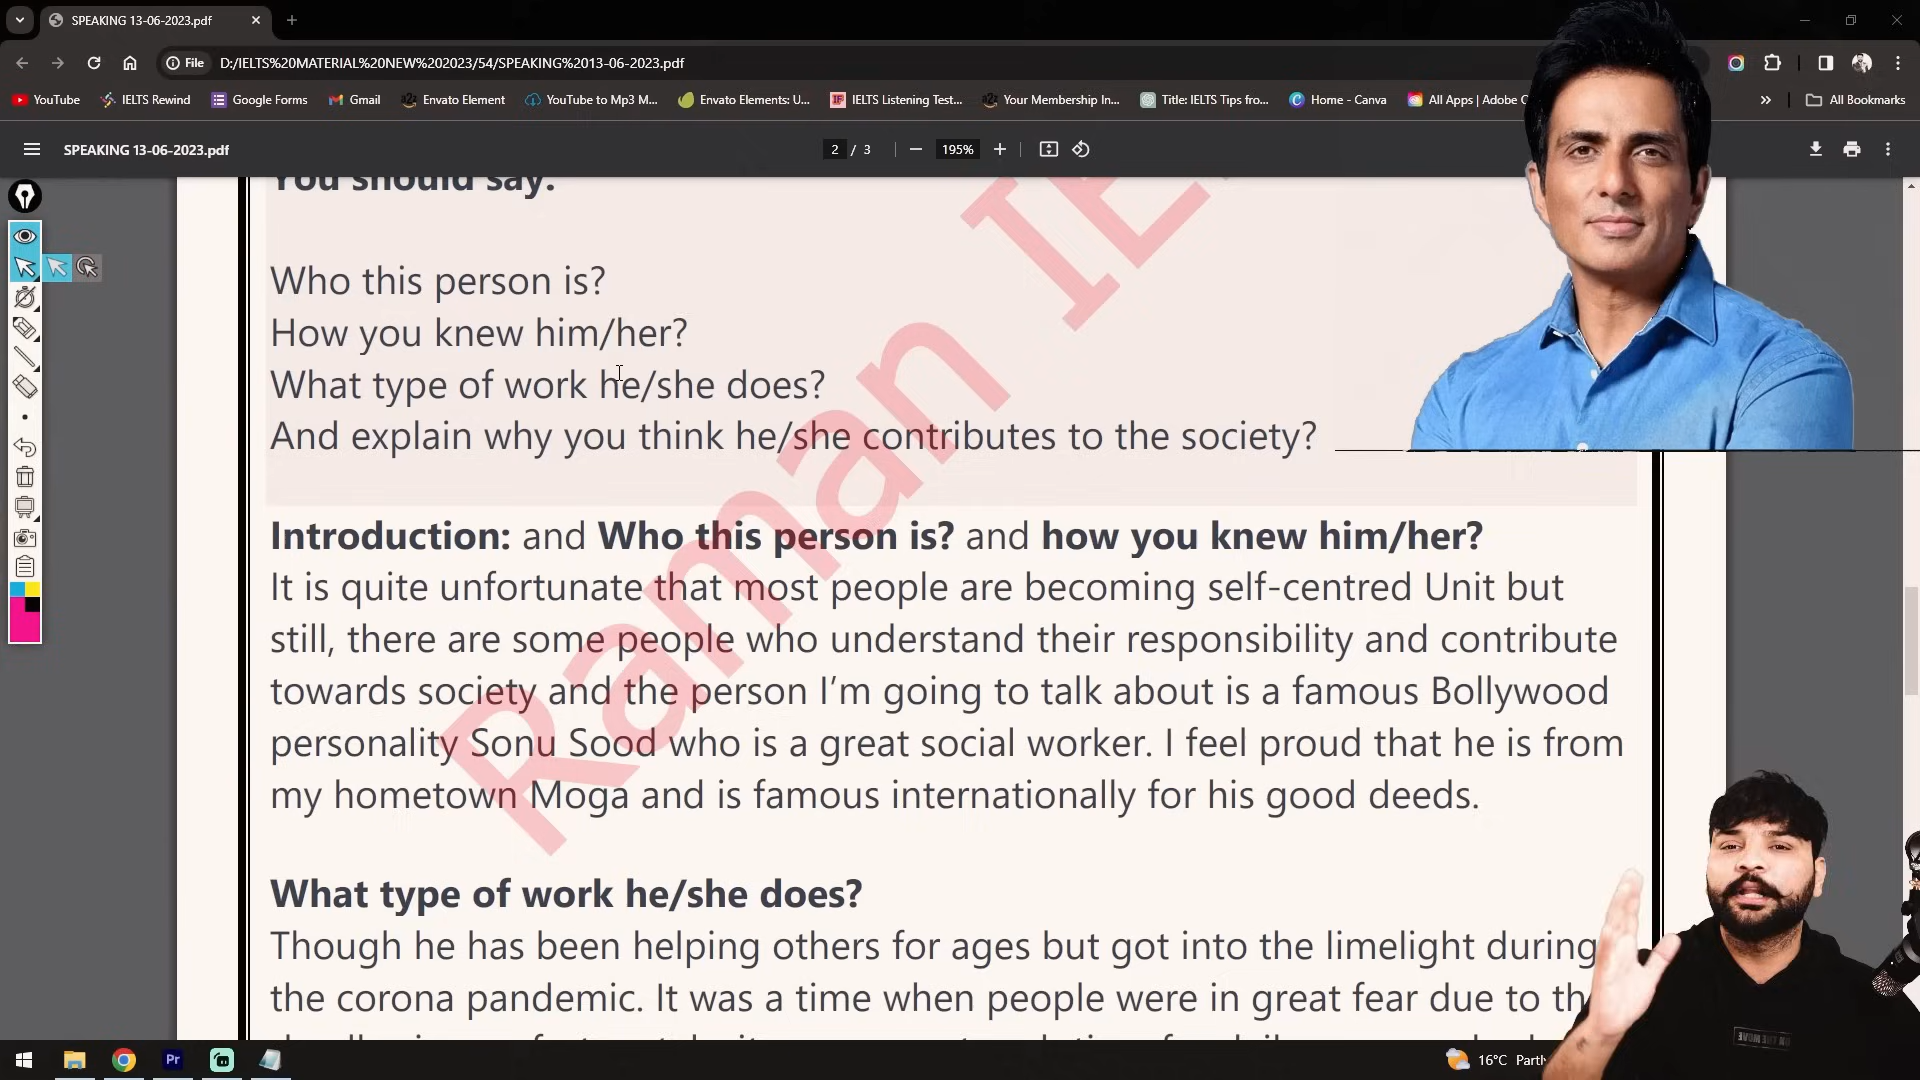 SPEAKING 13-06-2023.pdf
File D:/IELTS%20MATERIAL%20NEW%202023/54/SPEAKING%2013-06-2023.pdf
YouTube IELTS Rewind Google Forms Gmail Envato Element YouTube to Mp3 M... Envato Elements: U... IELTS Listening Test... Your Membership In... Title: IELTS Tips fro... Home - Canva All Apps | Adobe » All Bookmarks
SPEAKING 13-06-2023.pdf 2 / 3 195%
You should say:
Who this person is?
How you knew him/her?
What type of work he/she does?
And explain why you think he/she contributes to the society?
Introduction: and Who this person is? and how you knew him/her?
It is quite unfortunate that most people are becoming self-centred Unit but
still, there are some people who understand their responsibility and contribute
towards society and the person I'm going to talk about is a famous Bollywood
personality Sonu Sood who is a great social worker. I feel proud that he is from
my hometown Moga and is famous internationally for his good deeds.
What type of work he/she does?
Though he has been helping others for ages but got into the limelight during
the corona pandemic. It was a time when people were in great fear due to th
Raman IE
Pr
16°C Partl